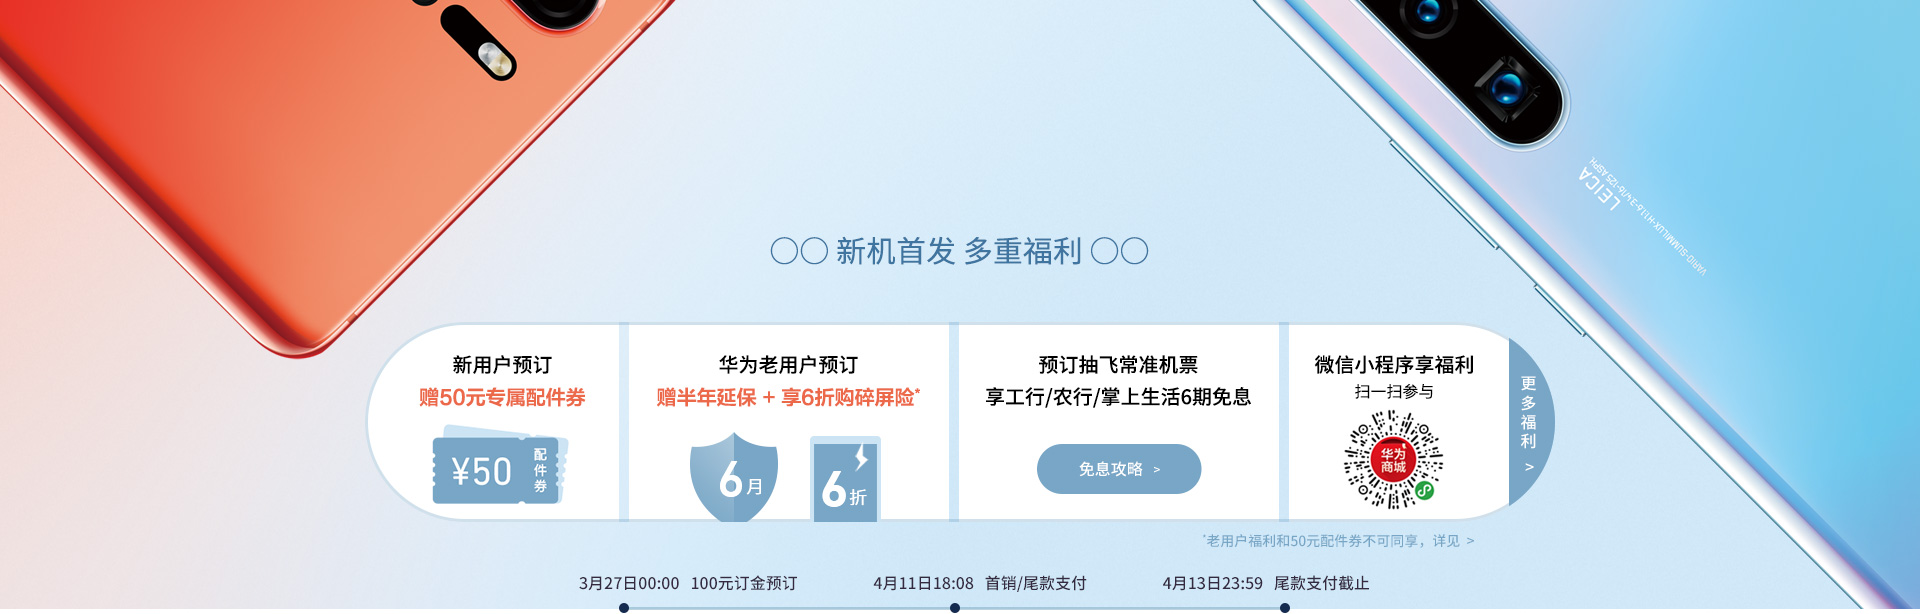 LEICA
VARIO-SUMMILUX-H 1:1.6-3.4/16-125 ASPH
〇〇 新机首发 多重福利 〇〇
新用户预订
赠50元专属配件券
¥50
配件券
华为老用户预订
赠半年延保 + 享6折购碎屏险*
6月
6折
预订抽飞常准机票
享工行/农行/掌上生活6期免息
免息攻略 >
微信小程序享福利
扫一扫参与
华为
商城
更多福利 >
*老用户福利和50元配件券不可同享，详见 >
3月27日00:00 100元订金预订
4月11日18:08 首销/尾款支付
4月13日23:59 尾款支付截止